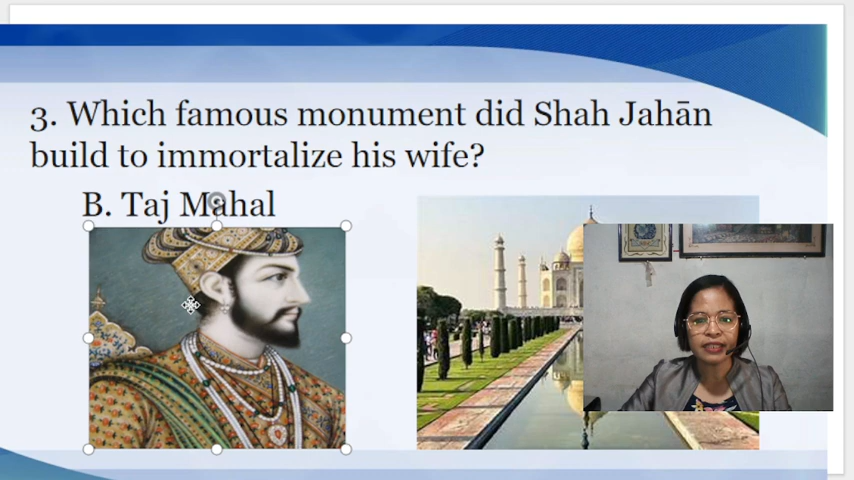 3. Which famous monument did Shah Jahān
build to immortalize his wife?
B. Taj Mahal